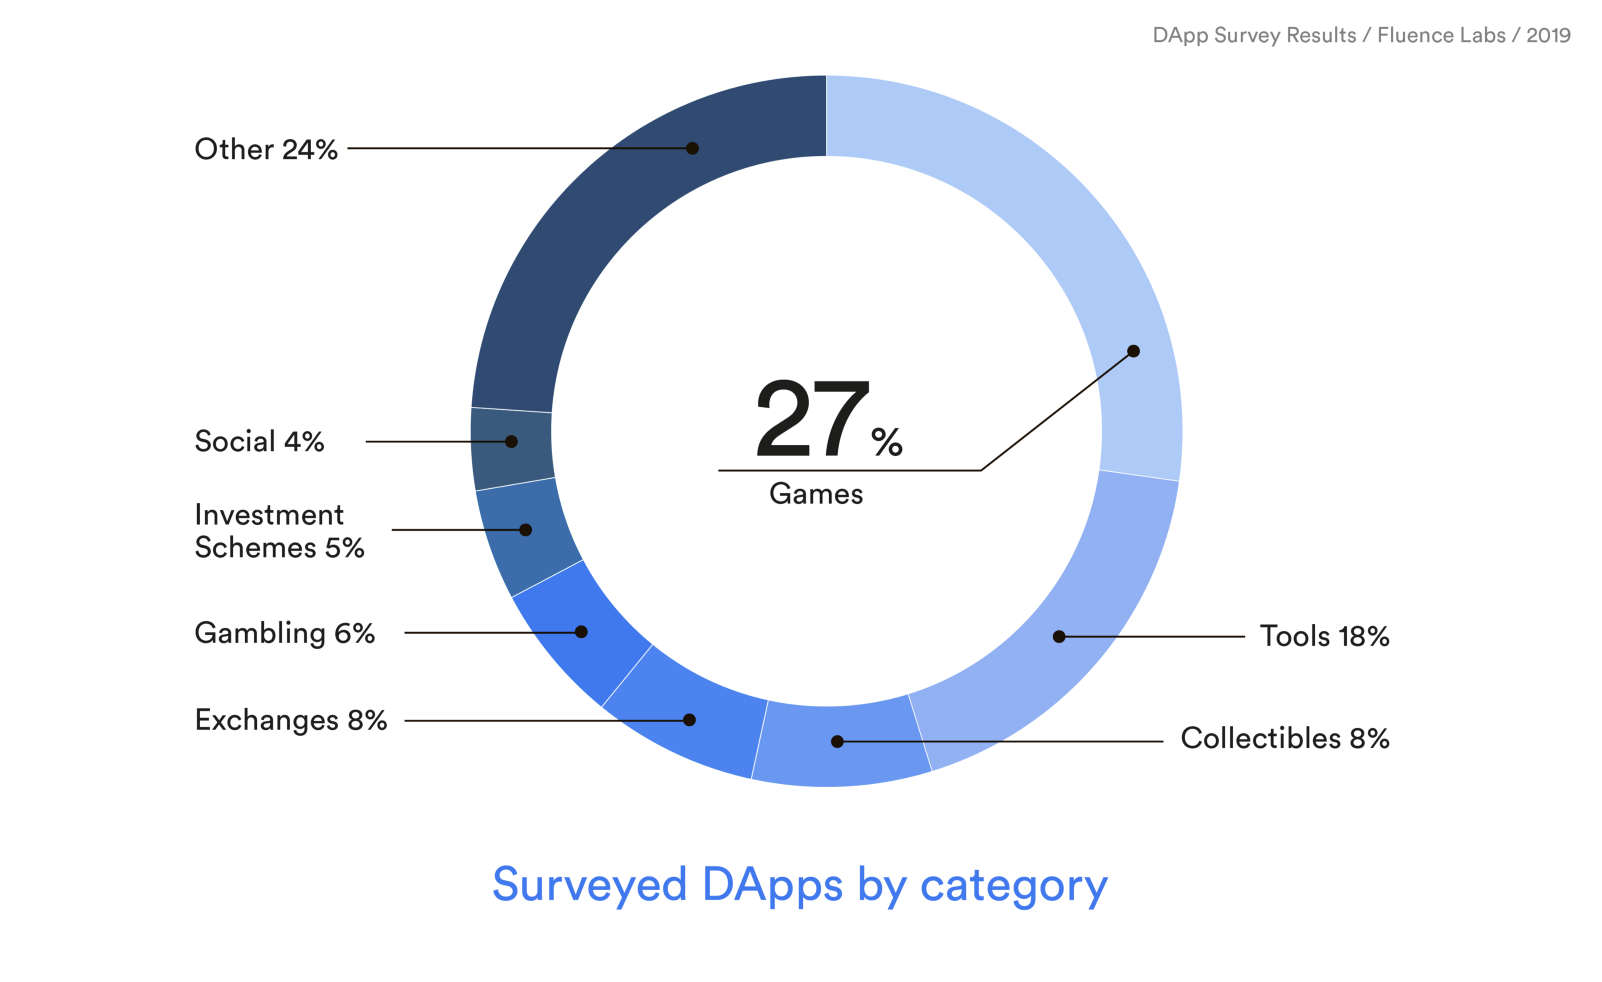 DApp Survey Results / Fluence Labs / 2019
Other 24%
27%
Games
Social 4%
Investment
Schemes 5%
Gambling 6%
Tools 18%
Exchanges 8%
Collectibles 8%
Surveyed DApps by category